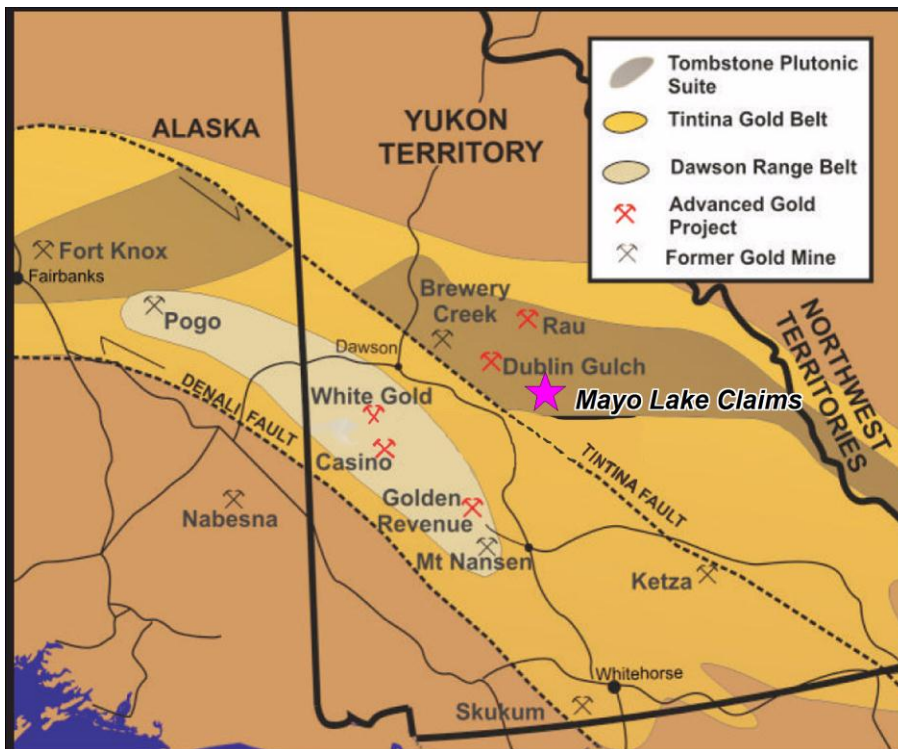 Tombstone Plutonic
Suite
Tintina Gold Belt
Dawson Range Belt
Advanced Gold
Project
Former Gold Mine
ALASKA
YUKON
TERRITORY
NORTHWEST
TERRITORIES
Fort Knox
Fairbanks
Pogo
Brewery
Creek
Rau
Dawson
Dublin Gulch
Mayo Lake Claims
White Gold
DENALI FAULT
Casino
TINTINA FAULT
Nabesna
Golden
Revenue
Mt Nansen
Ketza
Whitehorse
Skukum